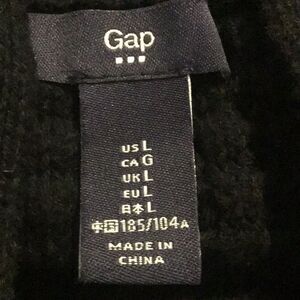 Gap
US L
CA G
UK L
EU L
日本 L
中国 185/104A
MADE IN
CHINA